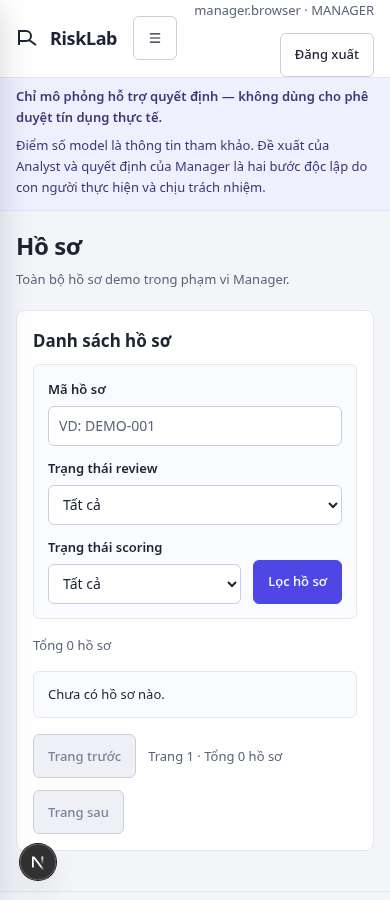 manager.browser · MANAGER
RiskLab
☰
Đăng xuất
Chỉ mô phỏng hỗ trợ quyết định — không dùng cho phê
duyệt tín dụng thực tế.
Điểm số model là thông tin tham khảo. Đề xuất của
Analyst và quyết định của Manager là hai bước độc lập do
con người thực hiện và chịu trách nhiệm.
Hồ sơ
Toàn bộ hồ sơ demo trong phạm vi Manager.
Danh sách hồ sơ
Mã hồ sơ
VD: DEMO-001
Trạng thái review
Tất cả
Trạng thái scoring
Tất cả
Lọc hồ sơ
Tổng 0 hồ sơ
Chưa có hồ sơ nào.
Trang trước
Trang 1 · Tổng 0 hồ sơ
Trang sau
N